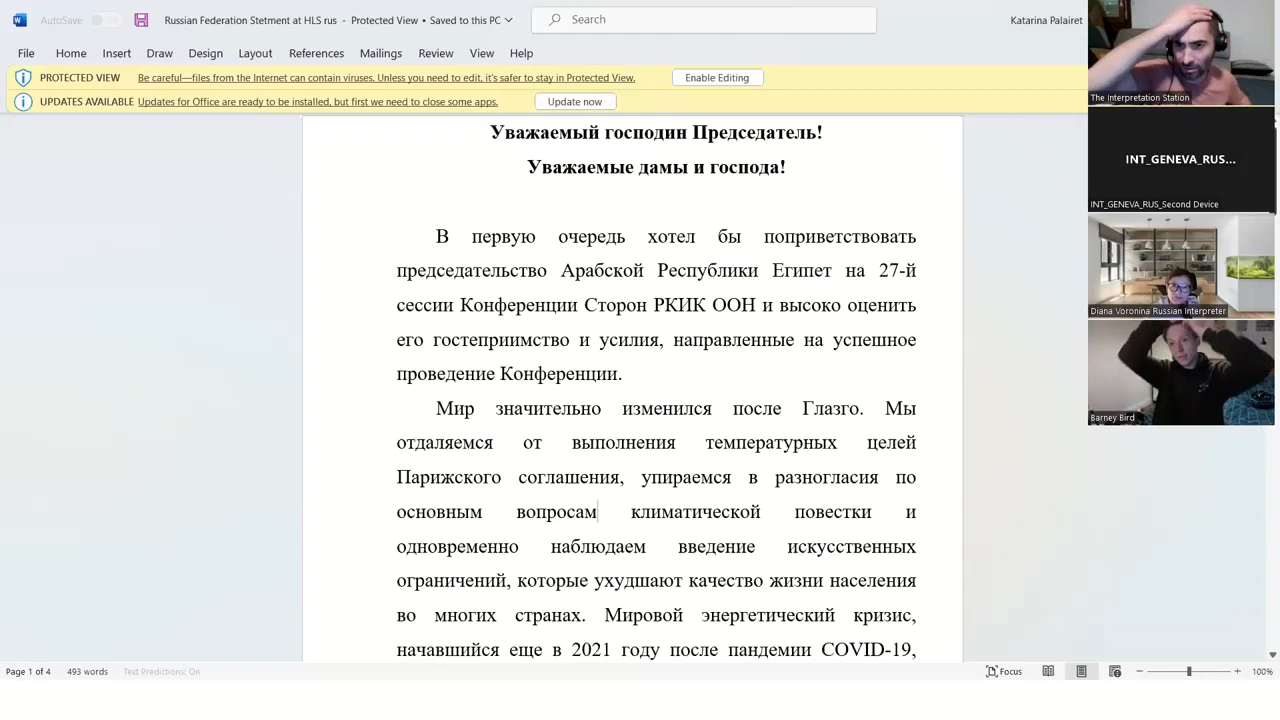 AutoSave
Russian Federation Stetment at HLS rus - Protected View • Saved to this PC
Search
Katarina Palairet
File Home Insert Draw Design Layout References Mailings Review View Help
PROTECTED VIEW Be careful—files from the Internet can contain viruses. Unless you need to edit, it's safer to stay in Protected View. Enable Editing
UPDATES AVAILABLE Updates for Office are ready to be installed, but first we need to close some apps. Update now
Уважаемый господин Председатель!
Уважаемые дамы и господа!
В первую очередь хотел бы поприветствовать
председательство Арабской Республики Египет на 27-й
сессии Конференции Сторон РКИК ООН и высоко оценить
его гостеприимство и усилия, направленные на успешное
проведение Конференции.
Мир значительно изменился после Глазго. Мы
отдаляемся от выполнения температурных целей
Парижского соглашения, упираемся в разногласия по
основным вопросам климатической повестки и
одновременно наблюдаем введение искусственных
ограничений, которые ухудшают качество жизни населения
во многих странах. Мировой энергетический кризис,
начавшийся еще в 2021 году после пандемии COVID-19,
The Interpretation Station
INT_GENEVA_RUS...
INT_GENEVA_RUS_Second Device
Diana Voronina Russian Interpreter
Barney Bird
Page 1 of 4 493 words Text Predictions: On
Focus
100%